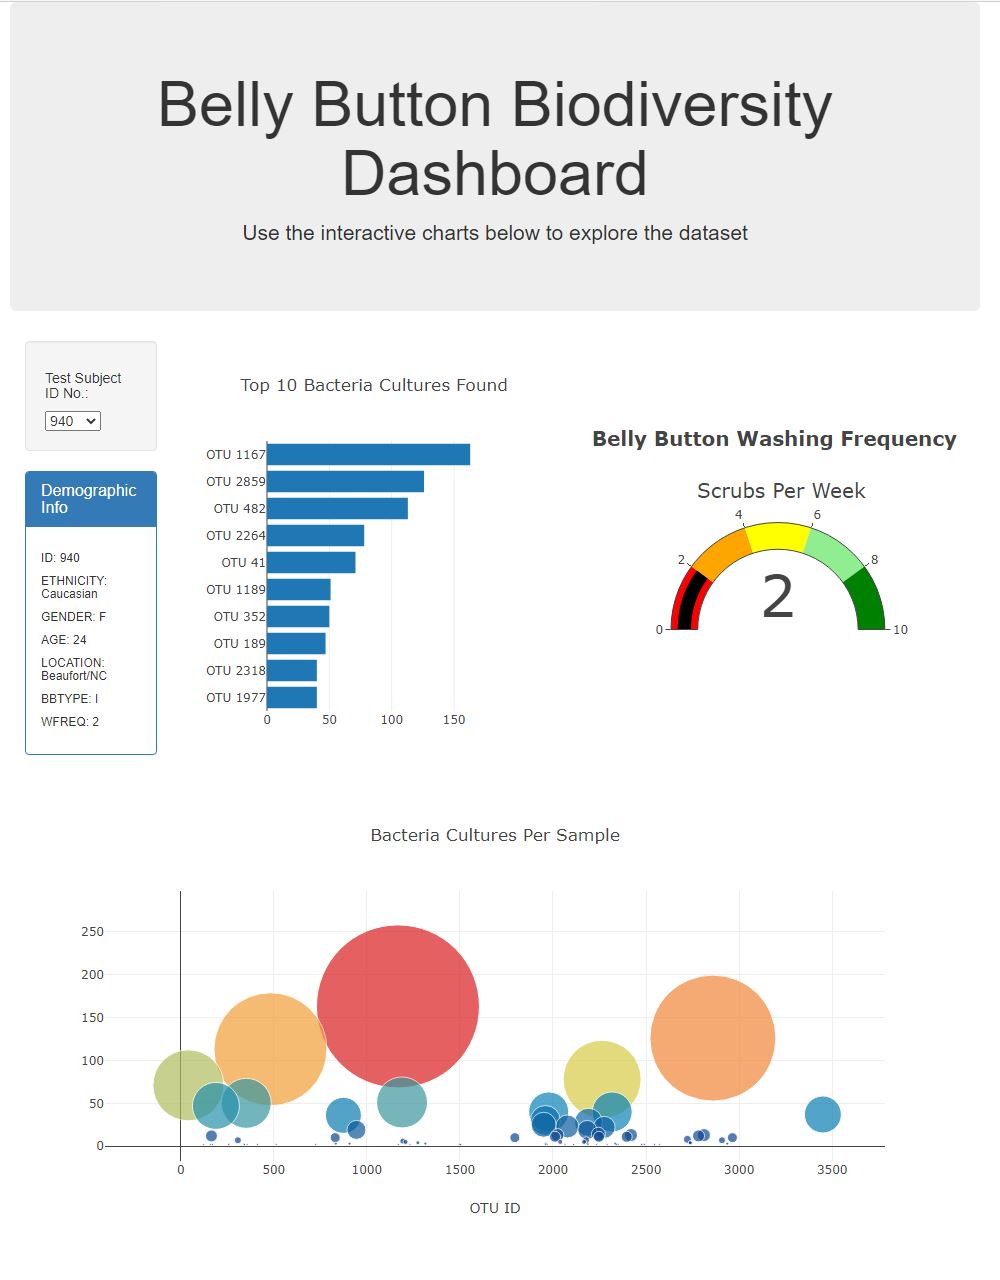 Belly Button Biodiversity
Dashboard
Use the interactive charts below to explore the dataset
Test Subject
ID No.:
940
Demographic
Info
ID: 940
ETHNICITY:
Caucasian
GENDER: F
AGE: 24
LOCATION:
Beaufort/NC
BBTYPE: I
WFREQ: 2
Top 10 Bacteria Cultures Found
OTU 1167
OTU 2859
OTU 482
OTU 2264
OTU 41
OTU 1189
OTU 352
OTU 189
OTU 2318
OTU 1977
0 50 100 150
Belly Button Washing Frequency
Scrubs Per Week
0
2
4
6
8
10
2
Bacteria Cultures Per Sample
250
200
150
100
50
0
0 500 1000 1500 2000 2500 3000 3500
OTU ID